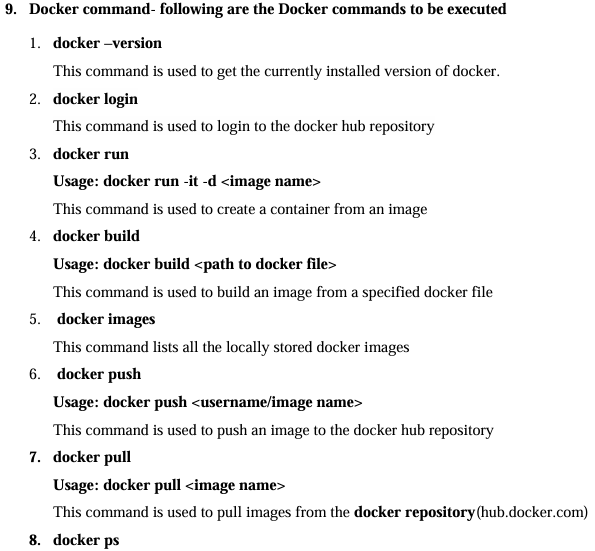 9. Docker command- following are the Docker commands to be executed
1. docker –version
This command is used to get the currently installed version of docker.
2. docker login
This command is used to login to the docker hub repository
3. docker run
Usage: docker run -it -d <image name>
This command is used to create a container from an image
4. docker build
Usage: docker build <path to docker file>
This command is used to build an image from a specified docker file
5. docker images
This command lists all the locally stored docker images
6. docker push
Usage: docker push <username/image name>
This command is used to push an image to the docker hub repository
7. docker pull
Usage: docker pull <image name>
This command is used to pull images from the docker repository(hub.docker.com)
8. docker ps